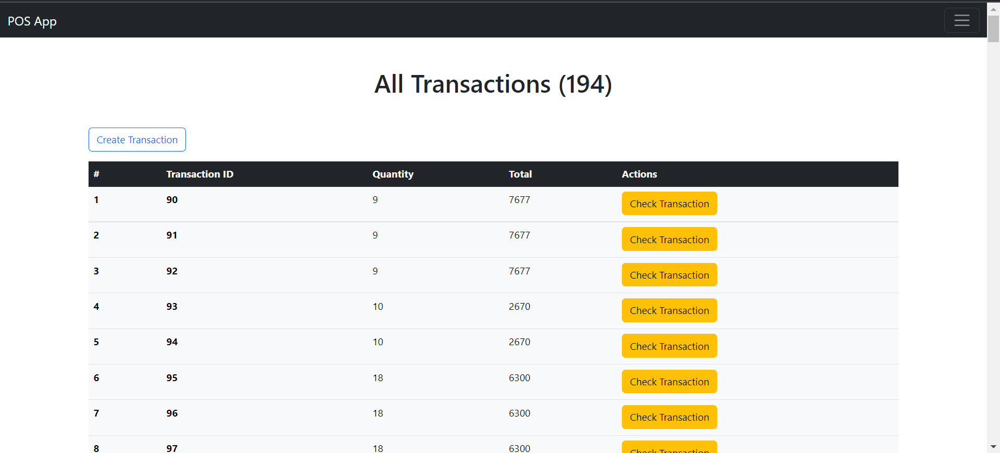 POS App
All Transactions (194)
Create Transaction
# Transaction ID Quantity Total Actions
1 90 9 7677 Check Transaction
2 91 9 7677 Check Transaction
3 92 9 7677 Check Transaction
4 93 10 2670 Check Transaction
5 94 10 2670 Check Transaction
6 95 18 6300 Check Transaction
7 96 18 6300 Check Transaction
8 97 18 6300 Check Transaction